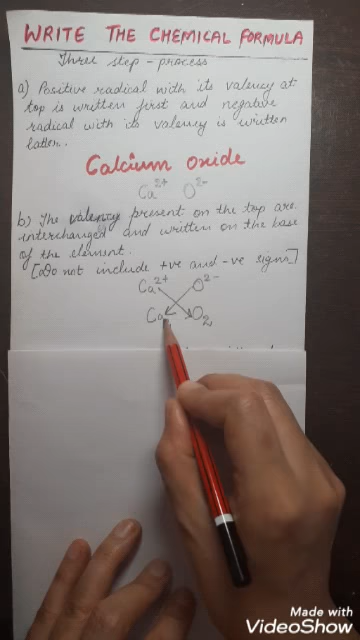 WRITE THE CHEMICAL FORMULA
Three step-process
a) Positive radical with its valency at
top is written first and negative
radical with its valency is written
latter.
Calcium oxide
Ca²⁺ O²⁻
b) The valency present on the top are
interchanged and written on the base
of the element.
[Do not include +ve and -ve signs]
Ca²⁺ O²⁻
Ca O₂
Made with
VideoShow